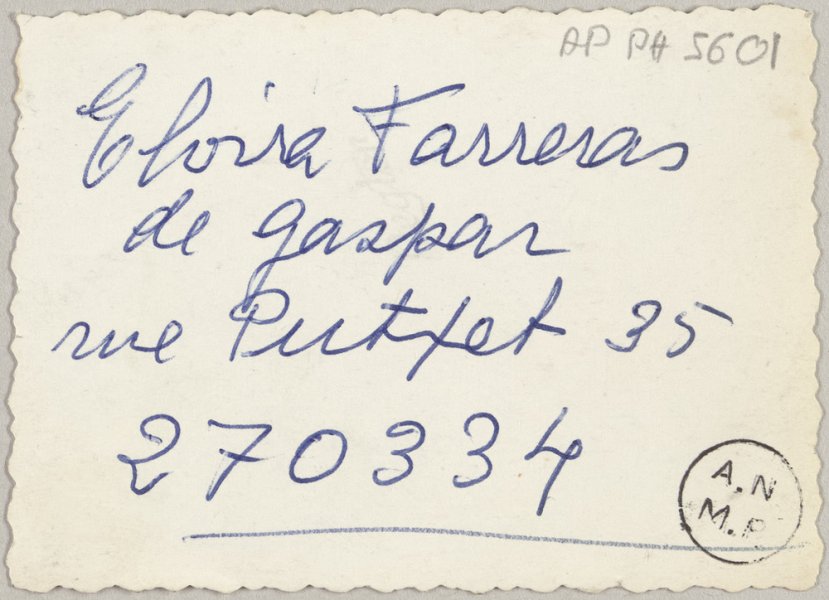 AP PH 5601
Eloisa Farreras
de gaspar
rue Putxet 35
270334
A.N
M.P.